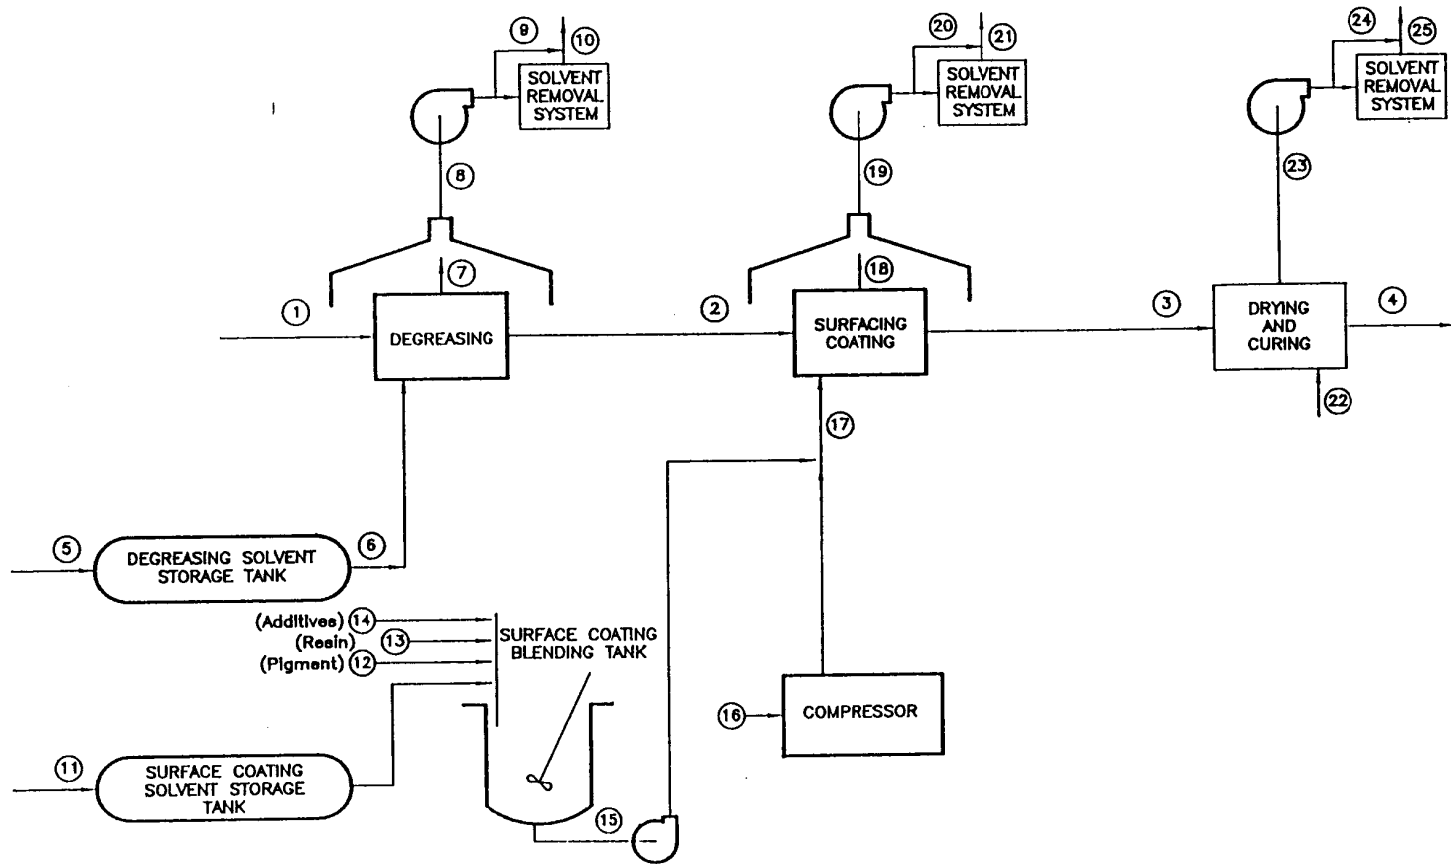 9
10
SOLVENT
REMOVAL
SYSTEM
20
21
SOLVENT
REMOVAL
SYSTEM
24
25
SOLVENT
REMOVAL
SYSTEM
8
19
23
7
18
1
DEGREASING
2
SURFACING
COATING
3
DRYING
AND
CURING
4
22
17
5
DEGREASING SOLVENT
STORAGE TANK
6
(Additives) 14
(Resin) 13
(Pigment) 12
SURFACE COATING
BLENDING TANK
16
COMPRESSOR
11
SURFACE COATING
SOLVENT STORAGE
TANK
15